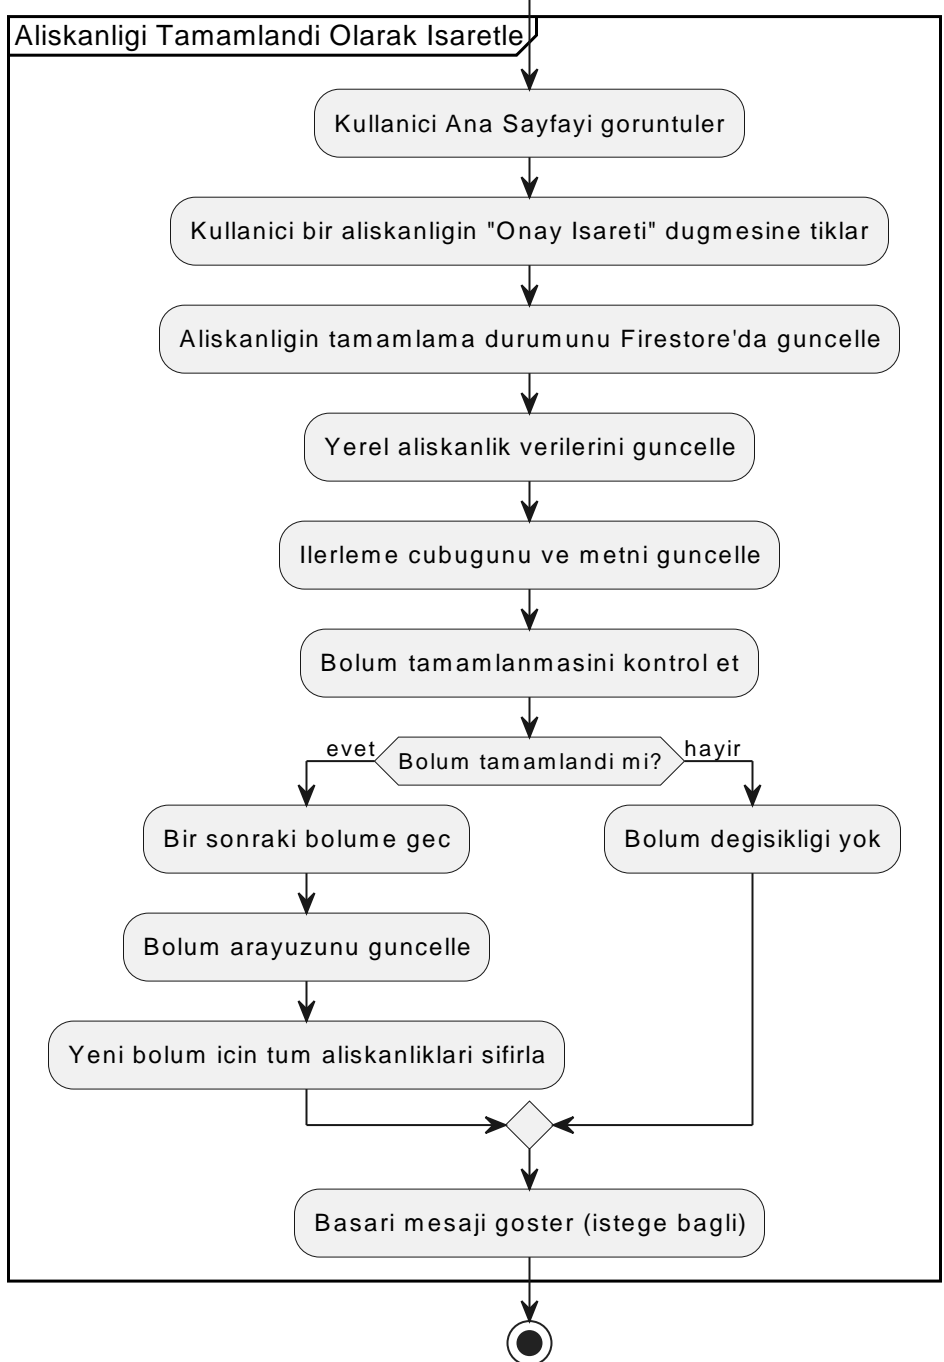 Aliskanligi Tamamlandi Olarak Isaretle
Kullanici Ana Sayfayi goruntuler
Kullanici bir aliskanligin "Onay Isareti" dugmesine tiklar
Aliskanligin tamamlama durumunu Firestore'da guncelle
Yerel aliskanlik verilerini guncelle
Ilerleme cubugunu ve metni guncelle
Bolum tamamlanmasini kontrol et
evet
Bolum tamamlandi mi?
hayir
Bir sonraki bolume gec
Bolum degisikligi yok
Bolum arayuzunu guncelle
Yeni bolum icin tum aliskanliklari sifirla
Basari mesaji goster (istege bagli)